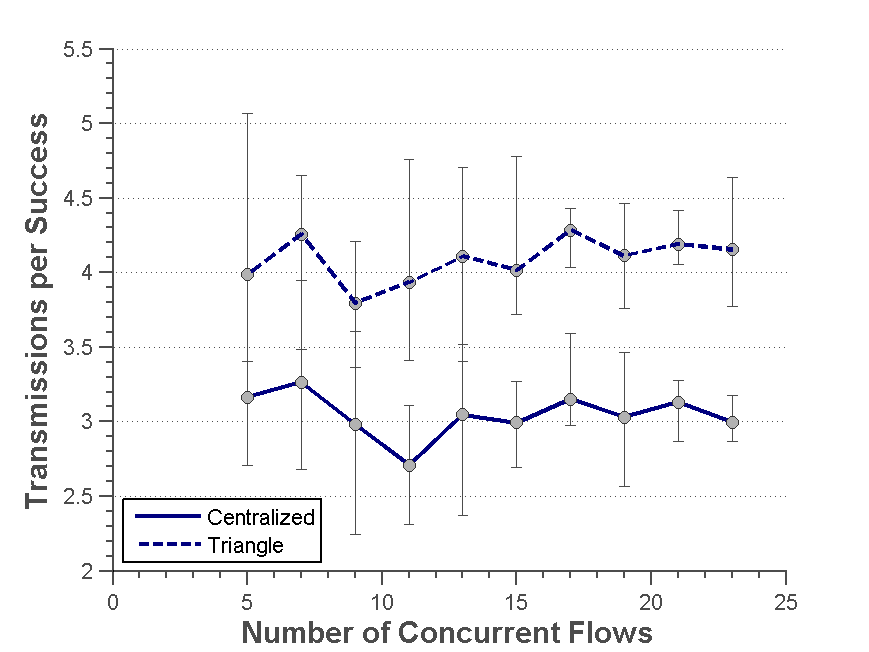 5.5
5
4.5
4
3.5
3
2.5
2
Transmissions per Success
Centralized
Triangle
0 5 10 15 20 25
Number of Concurrent Flows